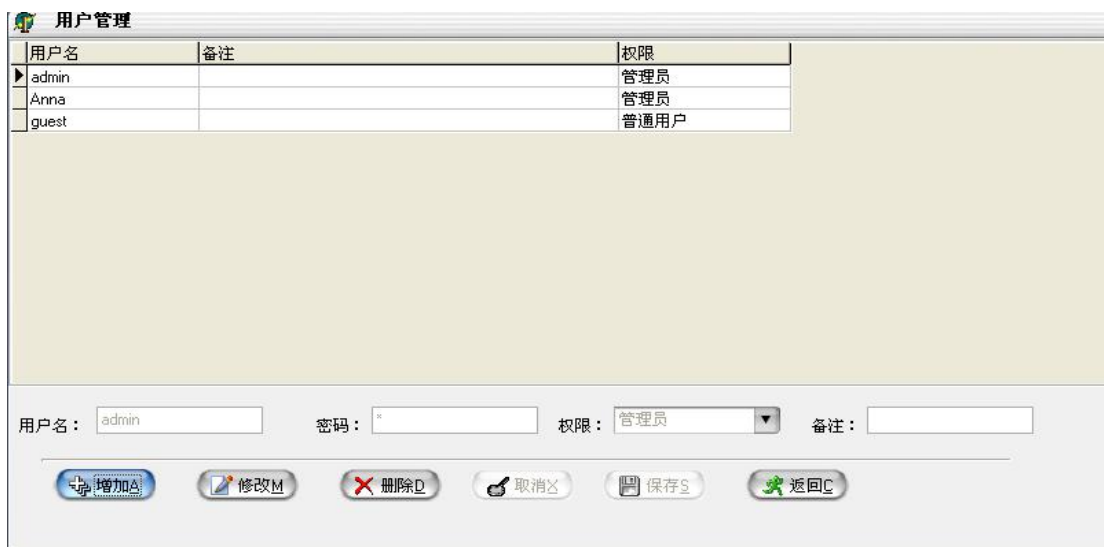 用户管理
用户名 备注 权限
admin 管理员
Anna 管理员
guest 普通用户
用户名： admin 密码： * 权限： 管理员 备注：
增加A 修改M 删除D 取消X 保存S 返回C